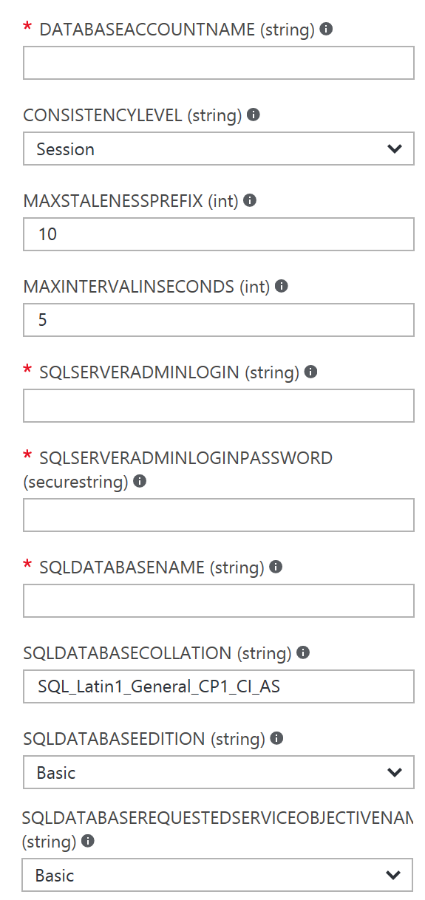 * DATABASEACCOUNTNAME (string)
CONSISTENCYLEVEL (string)
Session
MAXSTALENESSPREFIX (int)
10
MAXINTERVALINSECONDS (int)
5
* SQLSERVERADMINLOGIN (string)
* SQLSERVERADMINLOGINPASSWORD
(securestring)
* SQLDATABASENAME (string)
SQLDATABASECOLLATION (string)
SQL_Latin1_General_CP1_CI_AS
SQLDATABASEEDITION (string)
Basic
SQLDATABASEREQUESTEDSERVICEOBJECTIVENAM
(string)
Basic